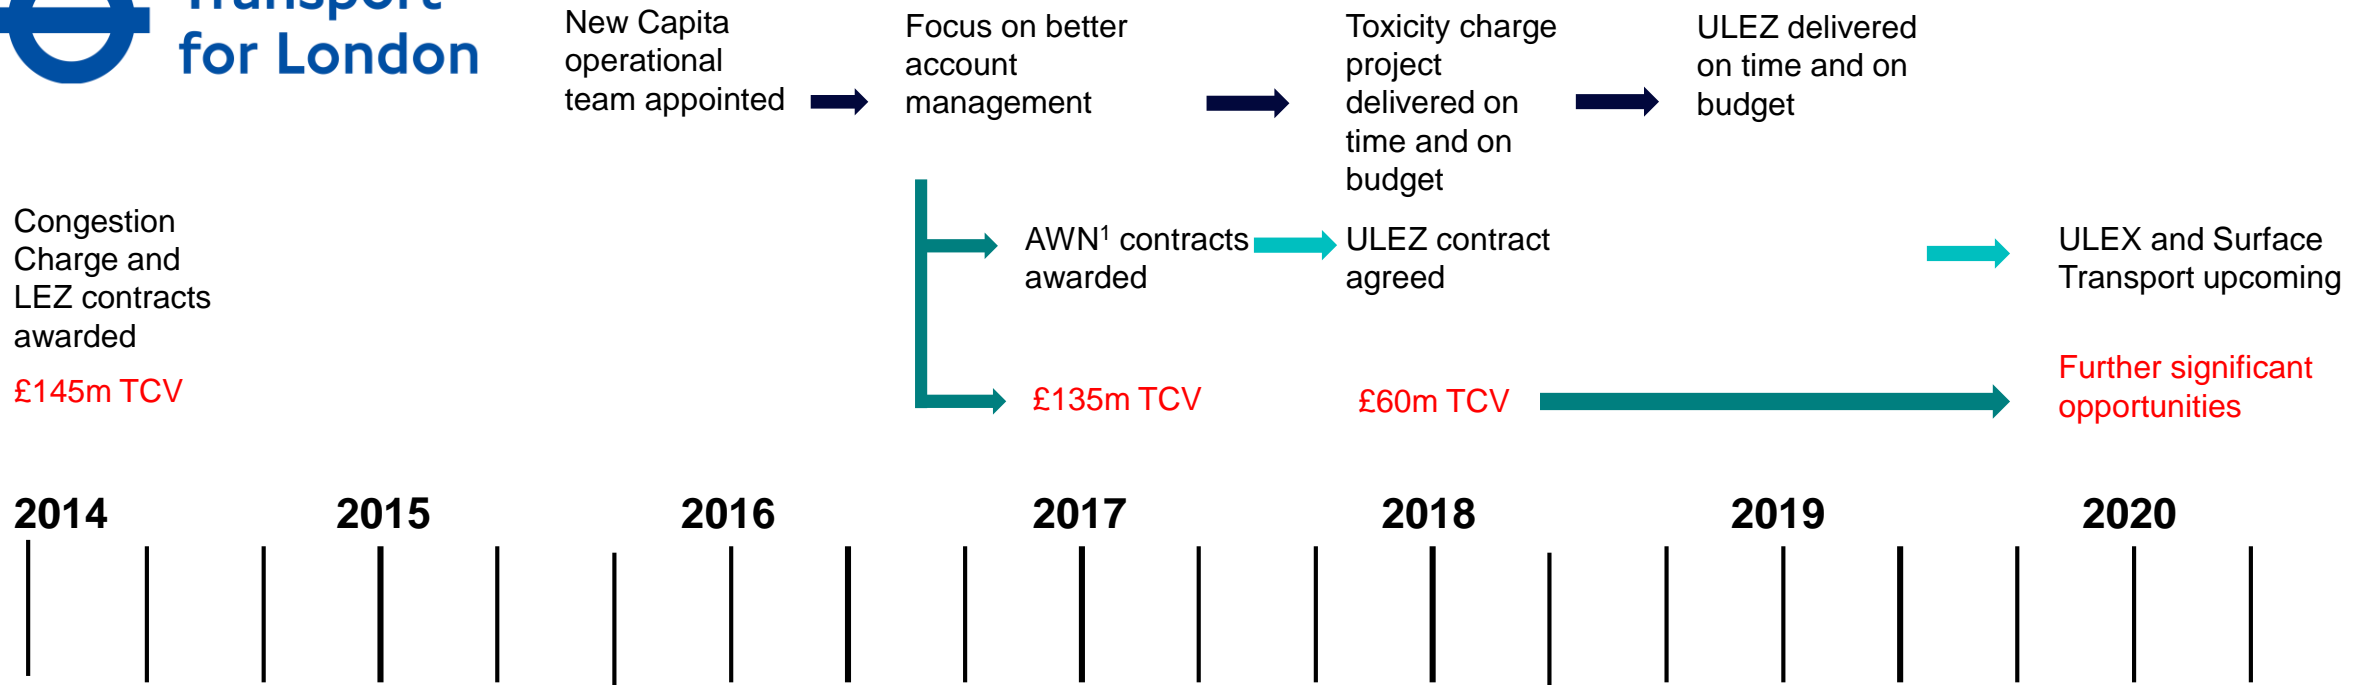 Transport
for London
New Capita
operational
team appointed
Focus on better
account
management
Toxicity charge
project
delivered on
time and on
budget
ULEZ delivered
on time and on
budget
Congestion
Charge and
LEZ contracts
awarded
£145m TCV
AWN¹ contracts
awarded
£135m TCV
ULEZ contract
agreed
£60m TCV
ULEX and Surface
Transport upcoming
Further significant
opportunities
2014
2015
2016
2017
2018
2019
2020